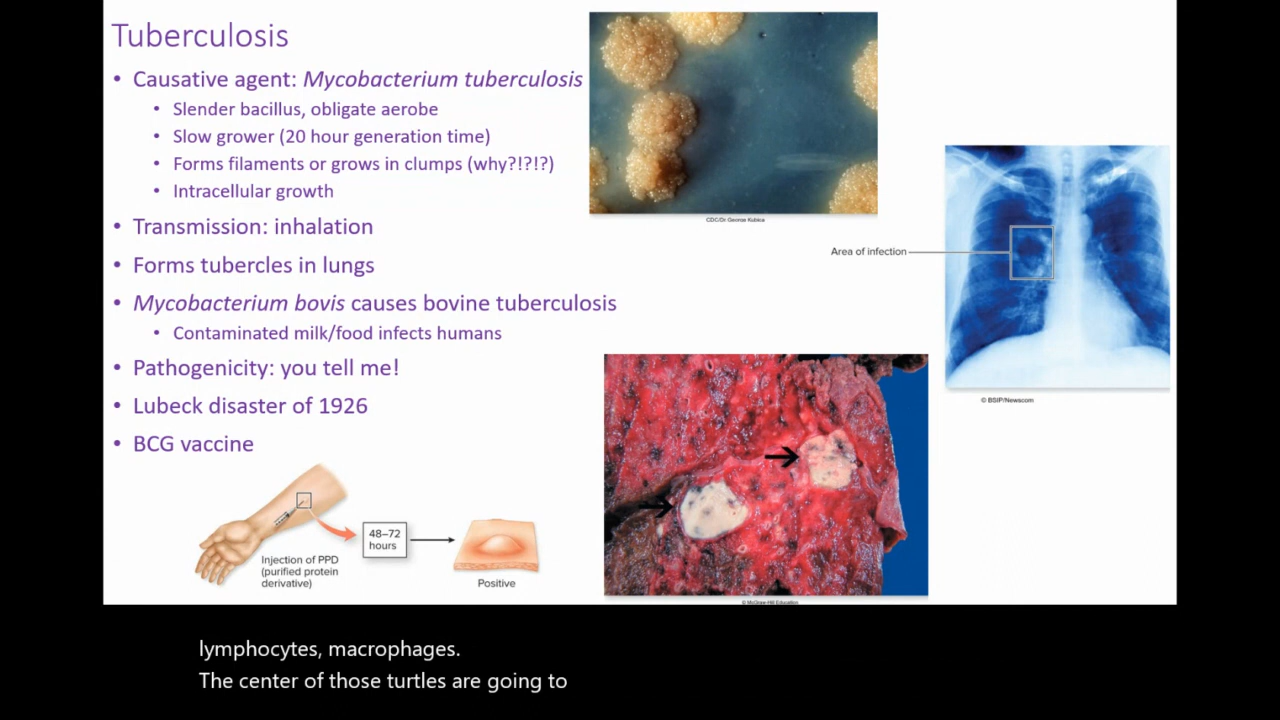 Tuberculosis
• Causative agent: Mycobacterium tuberculosis
• Slender bacillus, obligate aerobe
• Slow grower (20 hour generation time)
• Forms filaments or grows in clumps (why?!?!?)
• Intracellular growth
• Transmission: inhalation
• Forms tubercles in lungs
• Mycobacterium bovis causes bovine tuberculosis
• Contaminated milk/food infects humans
• Pathogenicity: you tell me!
• Lubeck disaster of 1926
• BCG vaccine
CDC/Dr George Kubica
Area of infection
© BSIP/Newscom
48–72
hours
Injection of PPD
(purified protein
derivative)
Positive
© McGraw-Hill Education
lymphocytes, macrophages.
The center of those turtles are going to